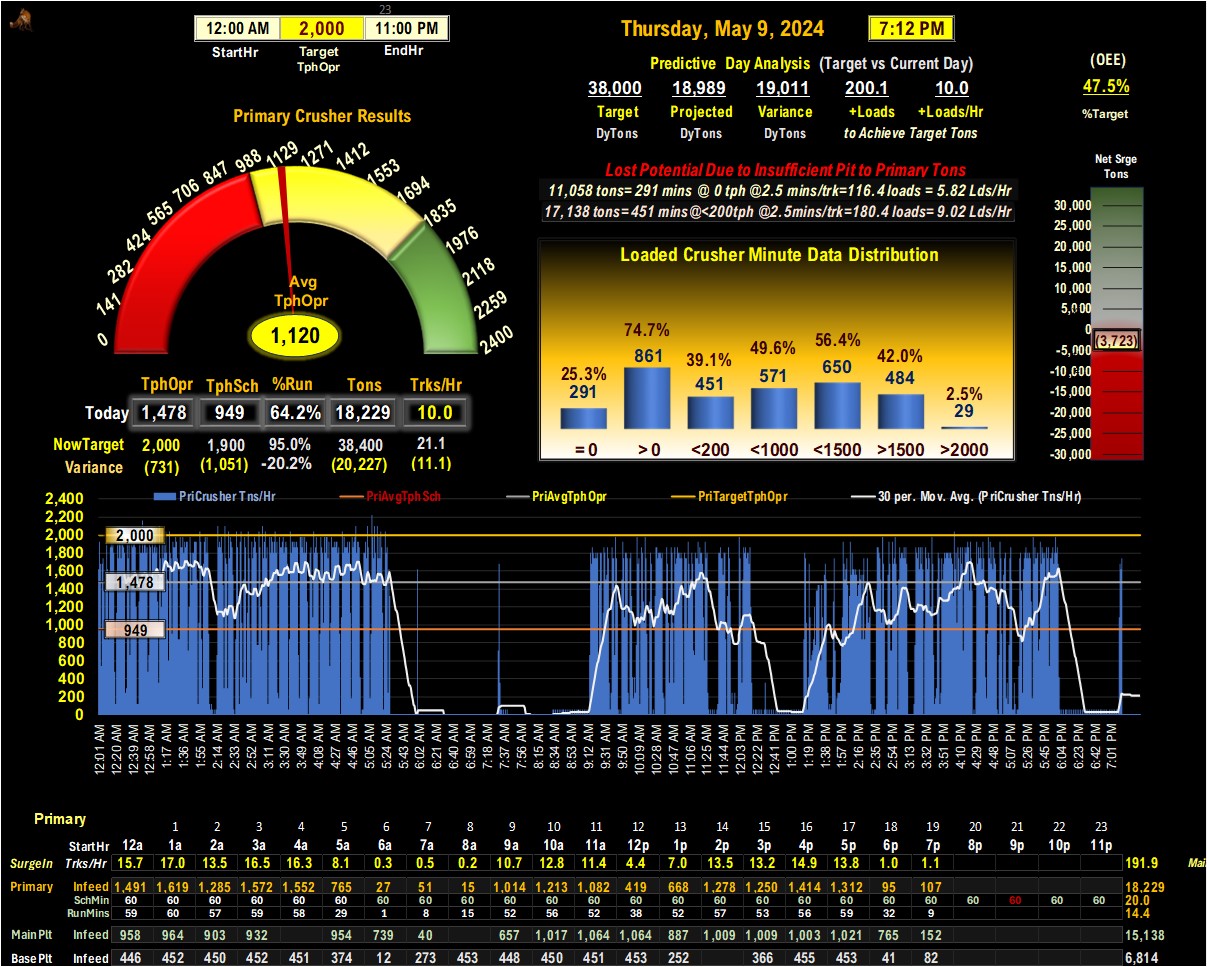 23
12:00 AM 2,000 11:00 PM
StartHr Target TphOpr EndHr
Thursday, May 9, 2024 7:12 PM
Predictive Day Analysis (Target vs Current Day)
38,000 18,989 19,011 200.1 10.0
Target Projected Variance +Loads +Loads/Hr
DyTons DyTons DyTons to Achieve Target Tons
(OEE)
47.5%
%Target
Primary Crusher Results
0 141 282 424 565 706 847 988 1129 1271 1412 1553 1694 1835 1976 2118 2259 2400
Avg
TphOpr
1,120
Lost Potential Due to Insufficient Pit to Primary Tons
11,058 tons= 291 mins @ 0 tph @2.5 mins/trk=116.4 loads = 5.82 Lds/Hr
17,138 tons= 451 mins@<200tph @2.5mins/trk=180.4 loads= 9.02 Lds/Hr
Loaded Crusher Minute Data Distribution
25.3% 74.7% 39.1% 49.6% 56.4% 42.0% 2.5%
291 861 451 571 650 484 29
= 0 > 0 <200 <1000 <1500 >1500 >2000
Net Srge
Tons
30,000
25,000
20,000
15,000
10,000
5,000
0
(3,723)
-5,000
-10,000
-15,000
-20,000
-25,000
-30,000
TphOpr TphSch %Run Tons Trks/Hr
Today 1,478 949 64.2% 18,229 10.0
NowTarget 2,000 1,900 95.0% 38,400 21.1
Variance (731) (1,051) -20.2% (20,227) (11.1)
PriCrusher Tns/Hr PriAvgTphSch PriAvgTphOpr PriTargetTphOpr 30 per. Mov. Avg. (PriCrusher Tns/Hr)
2,400
2,200
2,000
1,800
1,600
1,400
1,200
1,000
800
600
400
200
0
2,000
1,478
949
12:01 AM 12:20 AM 12:39 AM 12:58 AM 1:17 AM 1:36 AM 1:55 AM 2:14 AM 2:33 AM 2:52 AM 3:11 AM 3:30 AM 3:49 AM 4:08 AM 4:27 AM 4:46 AM 5:05 AM 5:24 AM 5:43 AM 6:02 AM 6:21 AM 6:40 AM 6:59 AM 7:18 AM 7:37 AM 7:56 AM 8:15 AM 8:34 AM 8:53 AM 9:12 AM 9:31 AM 9:50 AM 10:09 AM 10:28 AM 10:47 AM 11:06 AM 11:25 AM 11:44 AM 12:03 PM 12:22 PM 12:41 PM 1:00 PM 1:19 PM 1:38 PM 1:57 PM 2:16 PM 2:35 PM 2:54 PM 3:13 PM 3:32 PM 3:51 PM 4:10 PM 4:29 PM 4:48 PM 5:07 PM 5:26 PM 5:45 PM 6:04 PM 6:23 PM 6:42 PM 7:01 PM
Primary 1 2 3 4 5 6 7 8 9 10 11 12 13 14 15 16 17 18 19 20 21 22 23
StartHr 12a 1a 2a 3a 4a 5a 6a 7a 8a 9a 10a 11a 12p 1p 2p 3p 4p 5p 6p 7p 8p 9p 10p 11p
SurgeIn Trks/Hr 15.7 17.0 13.5 16.5 16.3 8.1 0.3 0.5 0.2 10.7 12.8 11.4 4.4 7.0 13.5 13.2 14.9 13.8 1.0 1.1 191.9 Mai
Primary Infeed 1,491 1,619 1,285 1,572 1,552 765 27 51 15 1,014 1,213 1,082 419 668 1,278 1,250 1,414 1,312 95 107 18,229
SchMin 60 60 60 60 60 60 60 60 60 60 60 60 60 60 60 60 60 60 60 60 60 60 60 60 20.0
RunMins 59 60 57 59 58 29 1 8 15 52 56 52 38 52 57 53 56 59 32 9 14.4
MainPlt Infeed 958 964 903 932 954 739 40 657 1,017 1,064 1,064 887 1,009 1,009 1,003 1,021 765 152 15,138
BasePlt Infeed 446 452 450 452 451 374 12 273 453 448 450 451 453 252 366 455 453 41 82 6,814